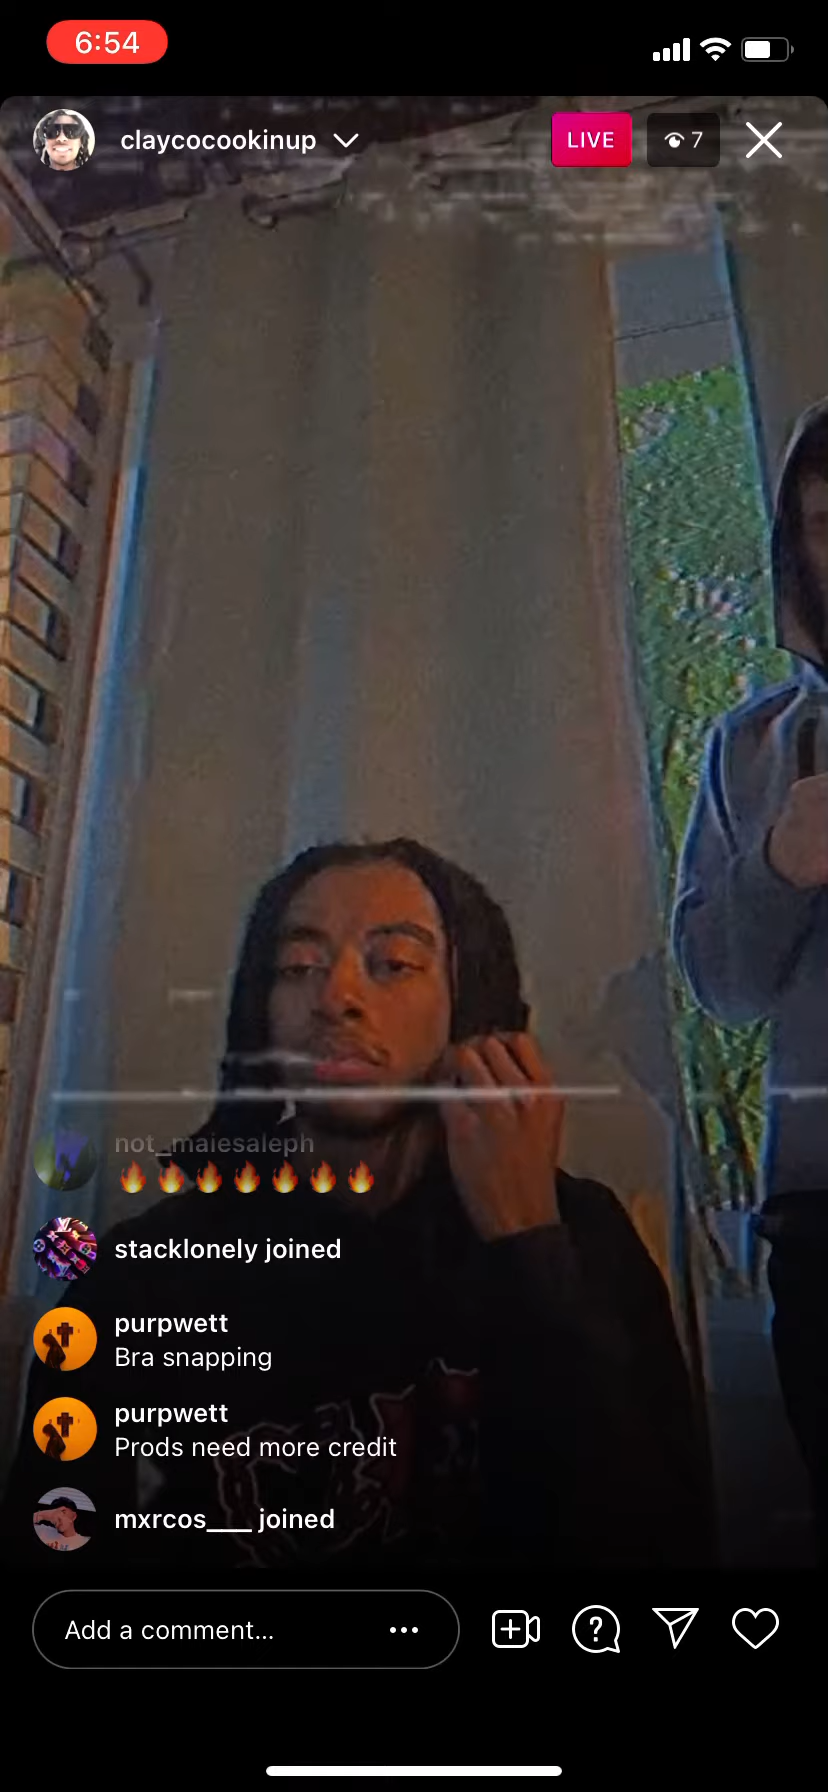 6:54
claycocookinup
LIVE
7
not_maiesaleph
🔥🔥🔥🔥🔥🔥🔥
stacklonely joined
purpwett
Bra snapping
purpwett
Prods need more credit
mxrcos___ joined
Add a comment...